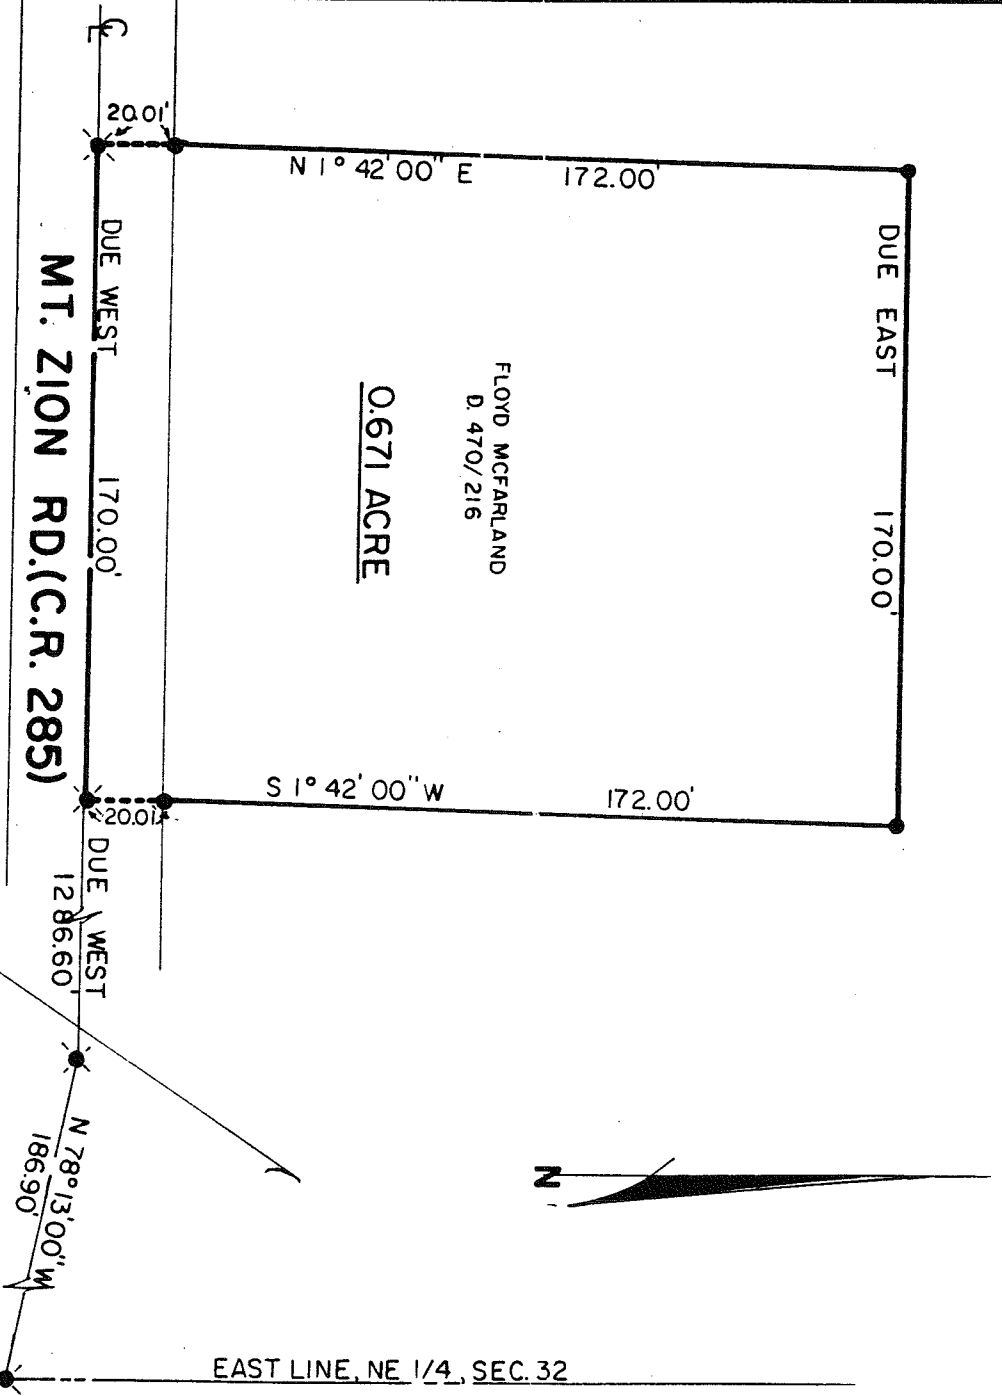 ℄
20.01'
N 1° 42' 00" E 172.00'
DUE EAST 170.00'
DUE WEST 170.00'
MT. ZION RD.(C.R. 285)
FLOYD MCFARLAND
D. 470/216
0.671 ACRE
S 1° 42' 00" W 172.00'
20.01'
DUE WEST
1286.60'
N 78° 13' 00" W
186.90'
N
EAST LINE, NE 1/4, SEC. 32